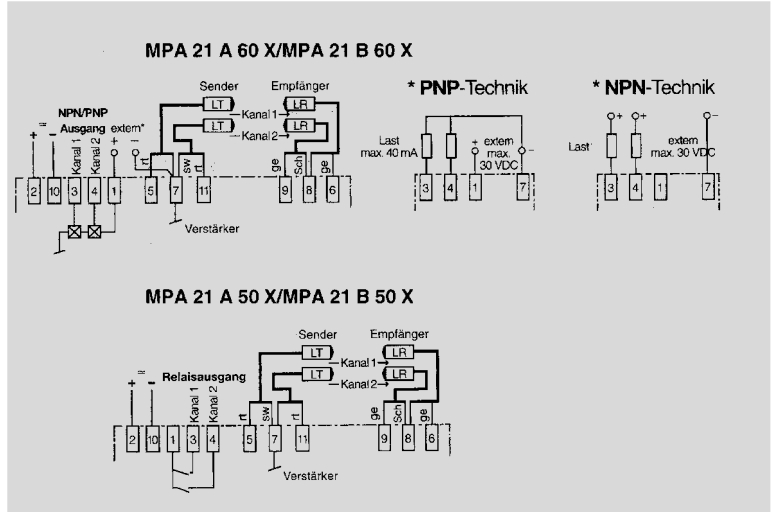 MPA 21 A 60 X/MPA 21 B 60 X
Sender Empfänger
LT LR
Kanal 1
LT LR
Kanal 2
NPN/PNP
Ausgang extern*
+ = -
Kanal 1
Kanal 2
+ -
rt
sw
rt
ge
Sch
ge
2 10 3 4 1 5 7 11 9 8 6
Verstärker
* PNP-Technik
Last
max. 40 mA
+ extern
max. -
30 VDC
3 4 1 7
* NPN-Technik
+ + -
Last
extern
max. 30 VDC
3 4 1 7
MPA 21 A 50 X/MPA 21 B 50 X
Sender Empfänger
LT LR
Kanal 1
LT LR
Kanal 2
Relaisausgang
+ = -
Kanal 1
Kanal 2
rt
sw
rt
ge
Sch
ge
2 10 1 3 4 5 7 11 9 8 6
Verstärker